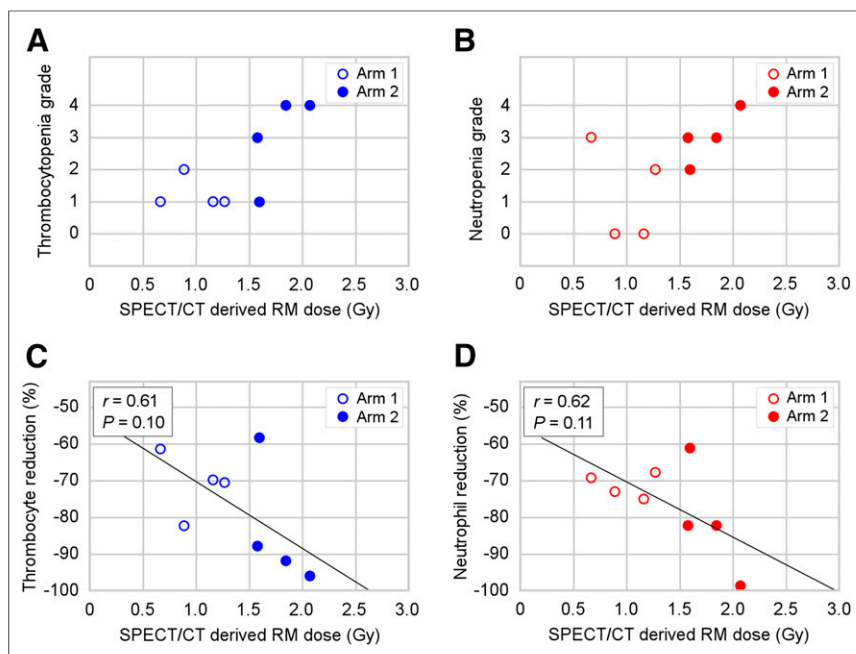 A
Thrombocytopenia grade
Arm 1
Arm 2
4
3
2
1
0
0 0.5 1.0 1.5 2.0 2.5 3.0
SPECT/CT derived RM dose (Gy)
B
Neutropenia grade
Arm 1
Arm 2
4
3
2
1
0
0 0.5 1.0 1.5 2.0 2.5 3.0
SPECT/CT derived RM dose (Gy)
C
Thrombocyte reduction (%)
r = 0.61
P = 0.10
Arm 1
Arm 2
-50
-60
-70
-80
-90
-100
0 0.5 1.0 1.5 2.0 2.5 3.0
SPECT/CT derived RM dose (Gy)
D
Neutrophil reduction (%)
r = 0.62
P = 0.11
Arm 1
Arm 2
-50
-60
-70
-80
-90
-100
0 0.5 1.0 1.5 2.0 2.5 3.0
SPECT/CT derived RM dose (Gy)